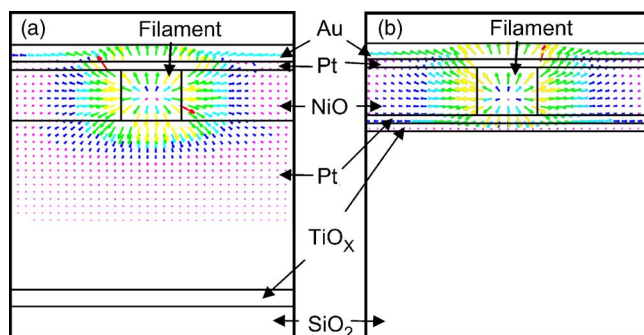 (a) Filament Au (b) Filament
Pt
NiO
Pt
TiOₓ
SiO₂